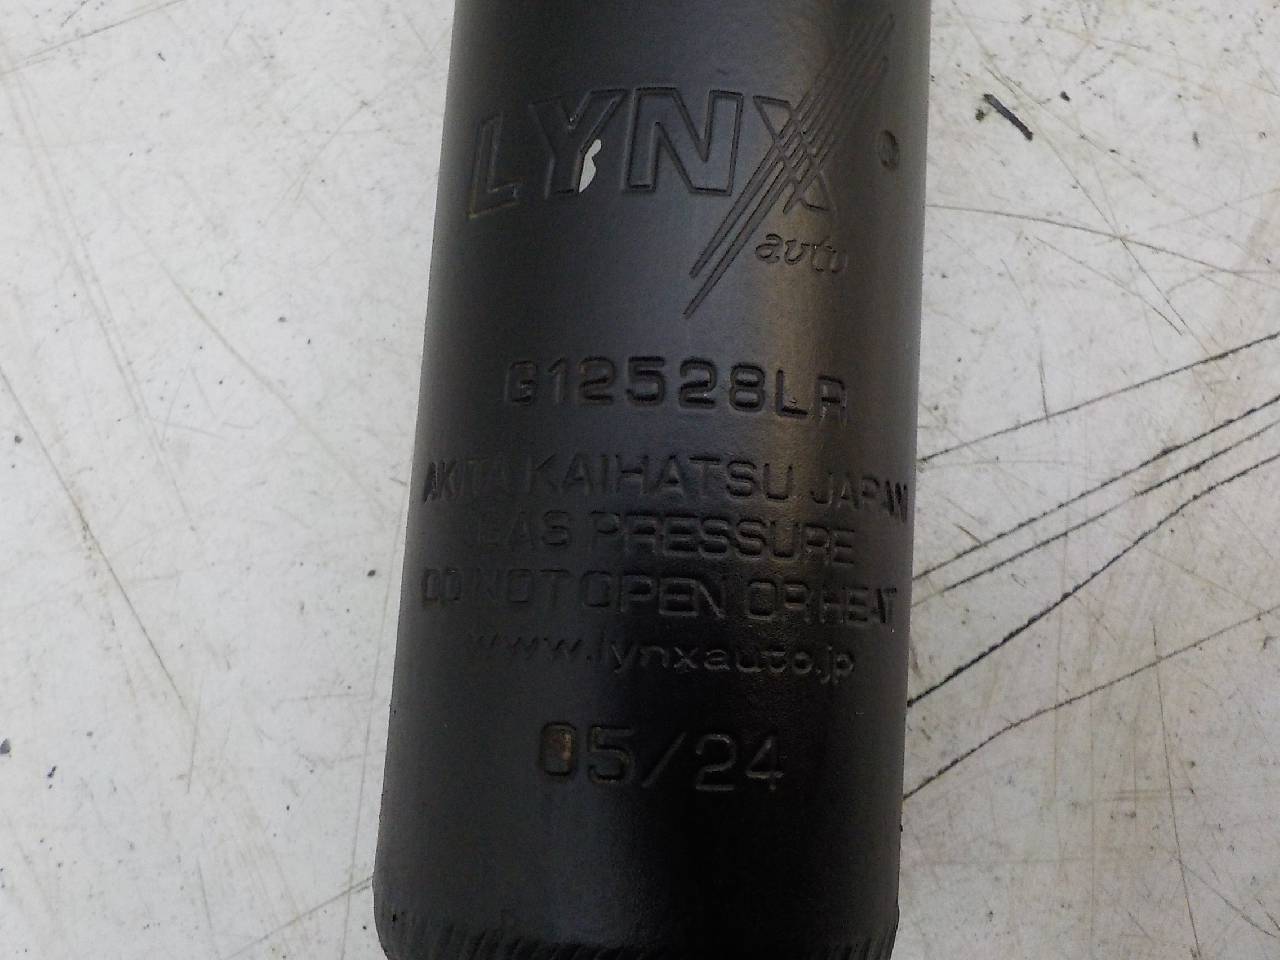 LYNX
auto
G12528LR
AKITA KAIHATSU JAPAN
GAS PRESSURE
DO NOT OPEN OR HEAT
www.lynxauto.jp
05/24